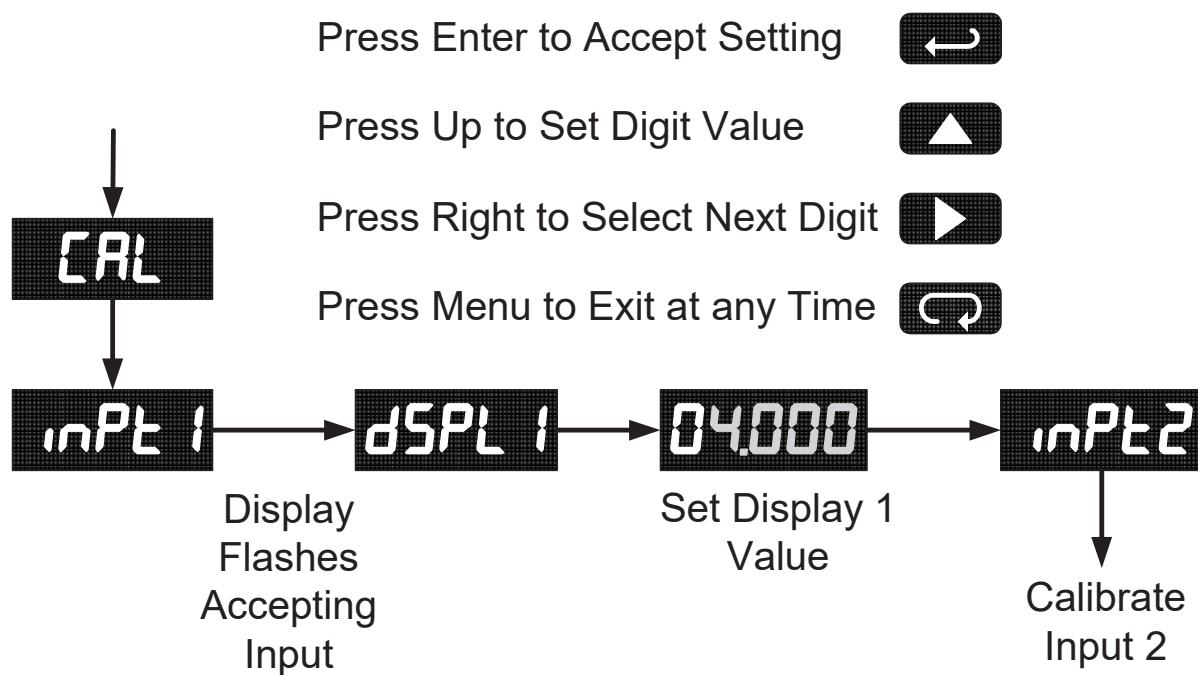 Press Enter to Accept Setting
Press Up to Set Digit Value
Press Right to Select Next Digit
Press Menu to Exit at any Time
CAL
inPt 1
dSPL 1
04.000
inPt2
Display
Flashes
Accepting
Input
Set Display 1
Value
Calibrate
Input 2